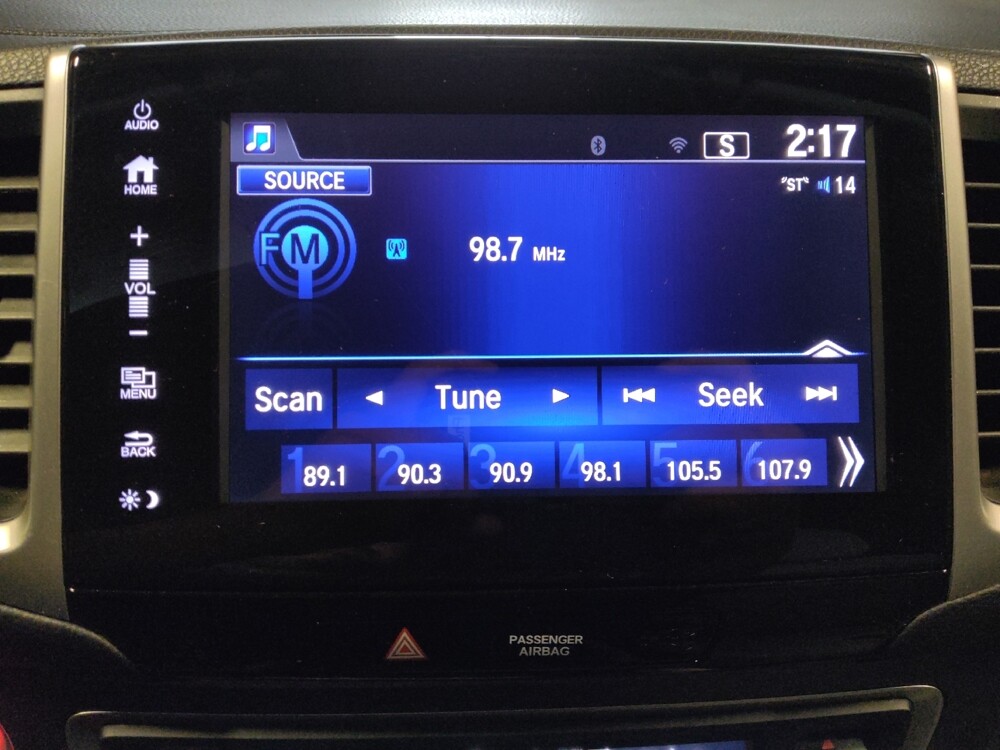 AUDIO
HOME
+
VOL
-
MENU
BACK
S
2:17
SOURCE
"ST" 14
FM
98.7 MHz
Scan
Tune
Seek
1 89.1
2 90.3
3 90.9
4 98.1
5 105.5
6 107.9
PASSENGER
AIRBAG